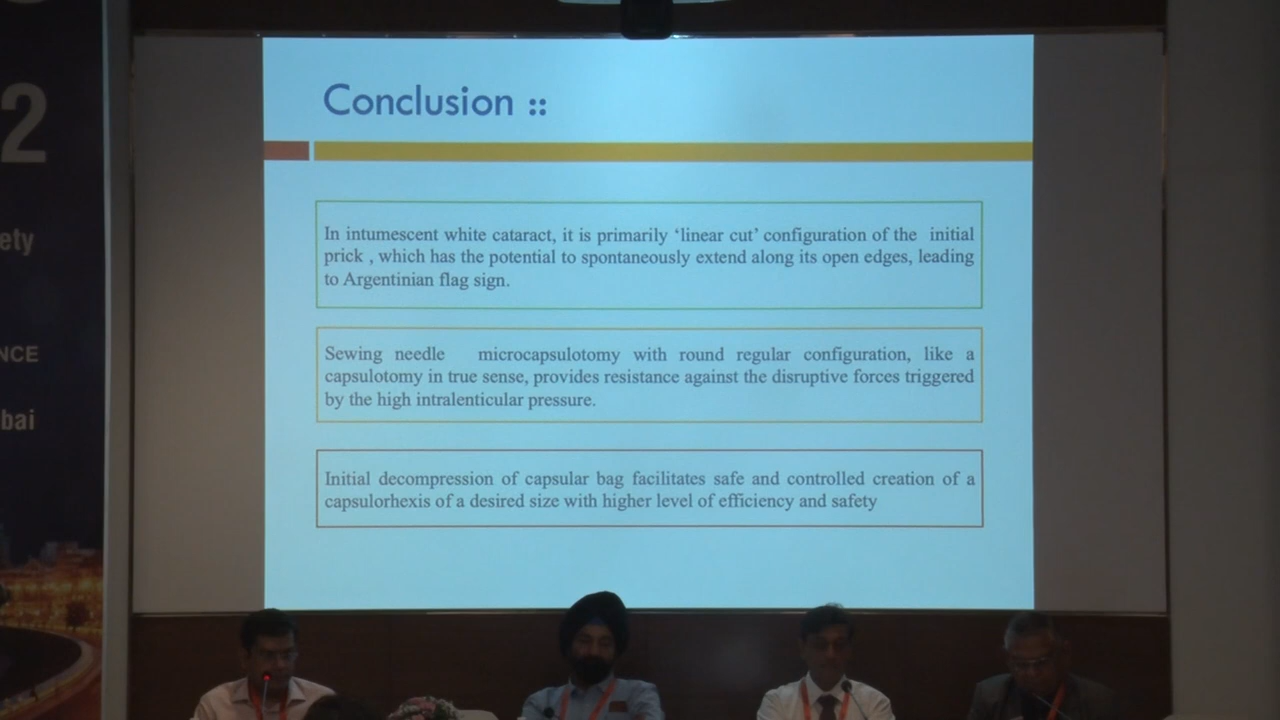 Conclusion ::
In intumescent white cataract, it is primarily ‘linear cut’ configuration of the initial
prick , which has the potential to spontaneously extend along its open edges, leading
to Argentinian flag sign.
Sewing needle microcapsulotomy with round regular configuration, like a
capsulotomy in true sense, provides resistance against the disruptive forces triggered
by the high intralenticular pressure.
Initial decompression of capsular bag facilitates safe and controlled creation of a
capsulorhexis of a desired size with higher level of efficiency and safety
2
ety
NCE
bai